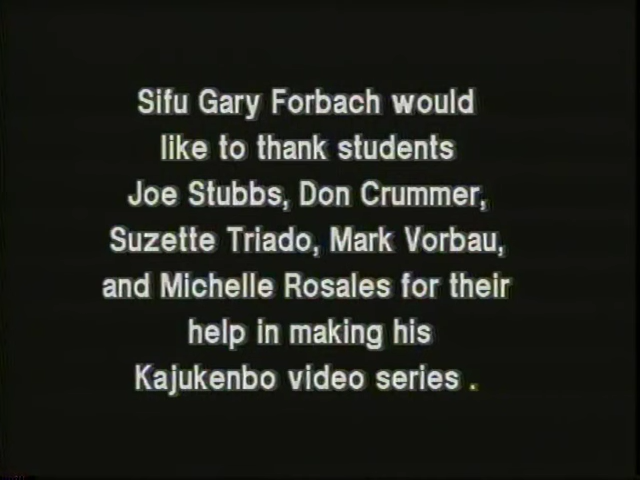 Sifu Gary Forbach would
like to thank students
Joe Stubbs, Don Crummer,
Suzette Triado, Mark Vorbau,
and Michelle Rosales for their
help in making his
Kajukenbo video series .